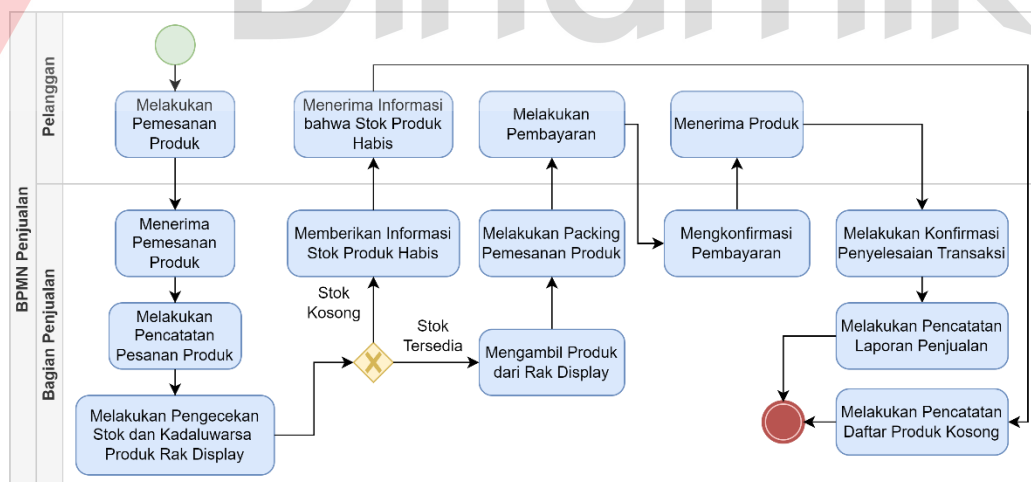 BPMN Penjualan
Pelanggan
Melakukan
Pemesanan
Produk
Menerima Informasi
bahwa Stok Produk
Habis
Melakukan
Pembayaran
Menerima Produk
Bagian Penjualan
Menerima
Pemesanan
Produk
Memberikan Informasi
Stok Produk Habis
Melakukan Packing
Pemesanan Produk
Mengkonfirmasi
Pembayaran
Melakukan Konfirmasi
Penyelesaian Transaksi
Stok
Kosong
Melakukan
Pencatatan
Pesanan Produk
Stok
Tersedia
Mengambil Produk
dari Rak Display
Melakukan Pencatatan
Laporan Penjualan
Melakukan Pengecekan
Stok dan Kadaluwarsa
Produk Rak Display
Melakukan Pencatatan
Daftar Produk Kosong